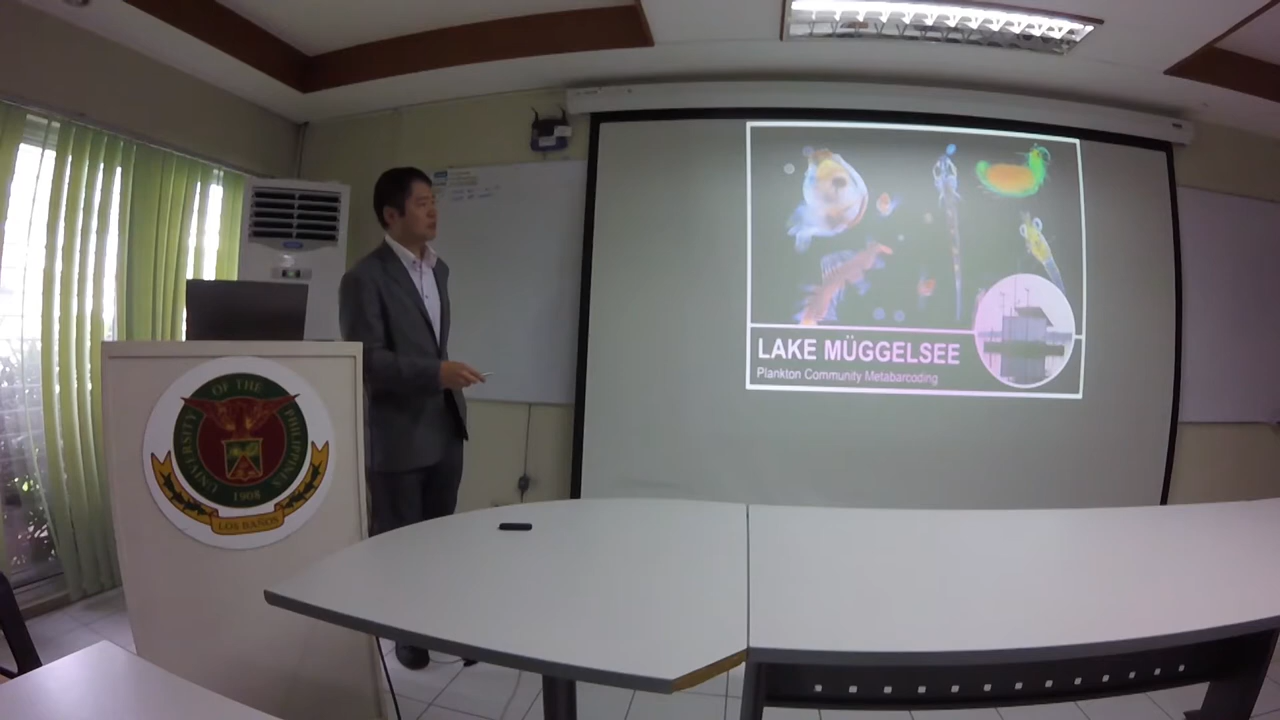 LAKE MÜGGELSEE
Plankton Community Metabarcoding
UNIVERSITY OF THE PHILIPPINES
1908
LOS BAÑOS